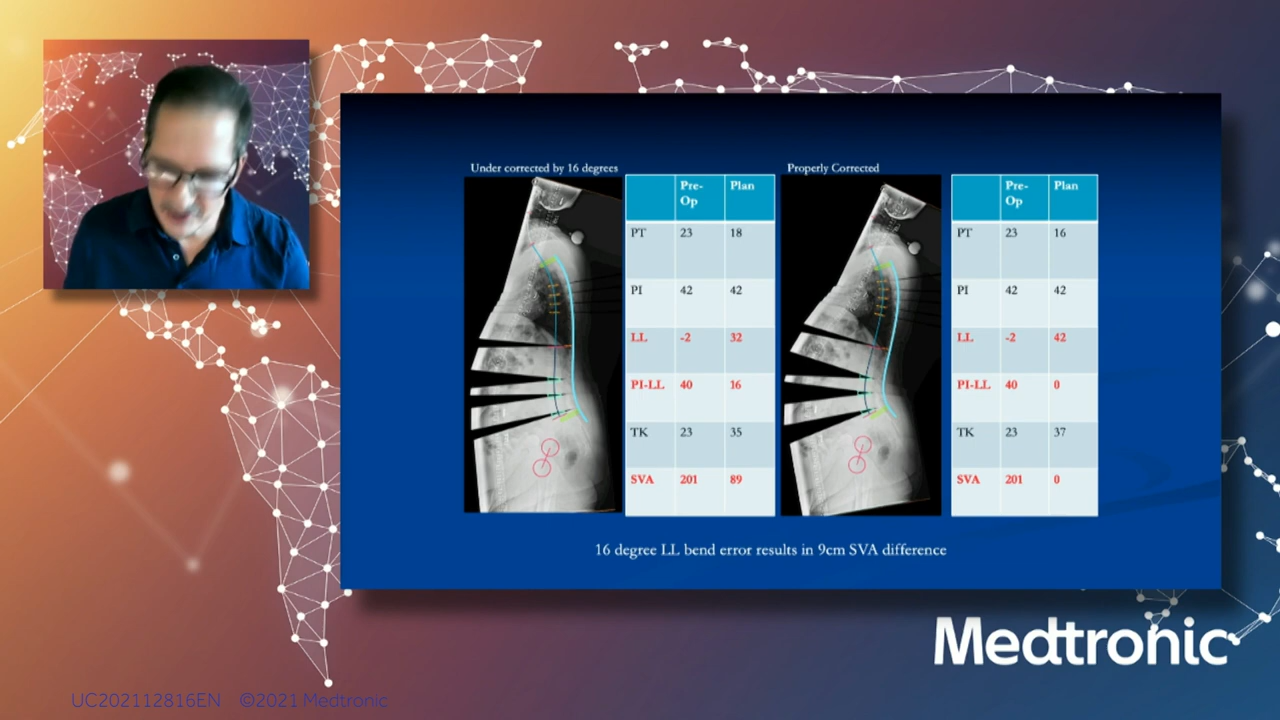 Under corrected by 16 degrees
Pre-Op Plan
PT 23 18
PI 42 42
LL -2 32
PI-LL 40 16
TK 23 35
SVA 201 89
Properly Corrected
Pre-Op Plan
PT 23 16
PI 42 42
LL -2 42
PI-LL 40 0
TK 23 37
SVA 201 0
16 degree LL bend error results in 9cm SVA difference
Medtronic
UC202112816EN ©2021 Medtronic